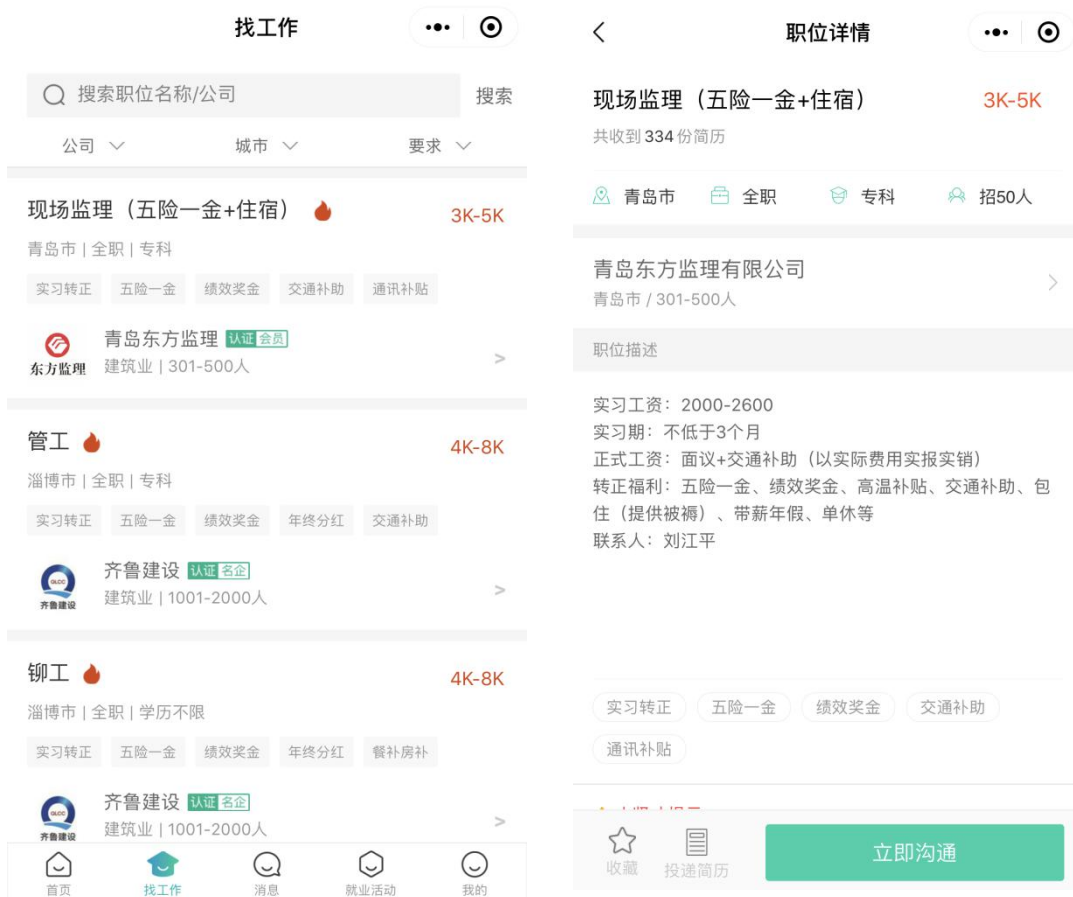 找工作
搜索职位名称/公司
搜索
公司 城市 要求
现场监理（五险一金+住宿） 3K-5K
青岛市 | 全职 | 专科
实习转正 五险一金 绩效奖金 交通补助 通讯补贴
青岛东方监理 认证 会员
东方监理 建筑业 | 301-500人 >
管工 4K-8K
淄博市 | 全职 | 专科
实习转正 五险一金 绩效奖金 年终分红 交通补助
齐鲁建设 认证 名企
QLCC
齐鲁建设 建筑业 | 1001-2000人 >
铆工 4K-8K
淄博市 | 全职 | 学历不限
实习转正 五险一金 绩效奖金 年终分红 餐补房补
齐鲁建设 认证 名企
QLCC
齐鲁建设 建筑业 | 1001-2000人 >
首页 找工作 消息 就业活动 我的
职位详情
现场监理（五险一金+住宿） 3K-5K
共收到 334 份简历
青岛市 全职 专科 招50人
青岛东方监理有限公司
青岛市 / 301-500人
职位描述
实习工资：2000-2600
实习期：不低于3个月
正式工资：面议+交通补助（以实际费用实报实销）
转正福利：五险一金、绩效奖金、高温补贴、交通补助、包
住（提供被褥）、带薪年假、单休等
联系人：刘江平
实习转正 五险一金 绩效奖金 交通补助
通讯补贴
收藏 投递简历 立即沟通